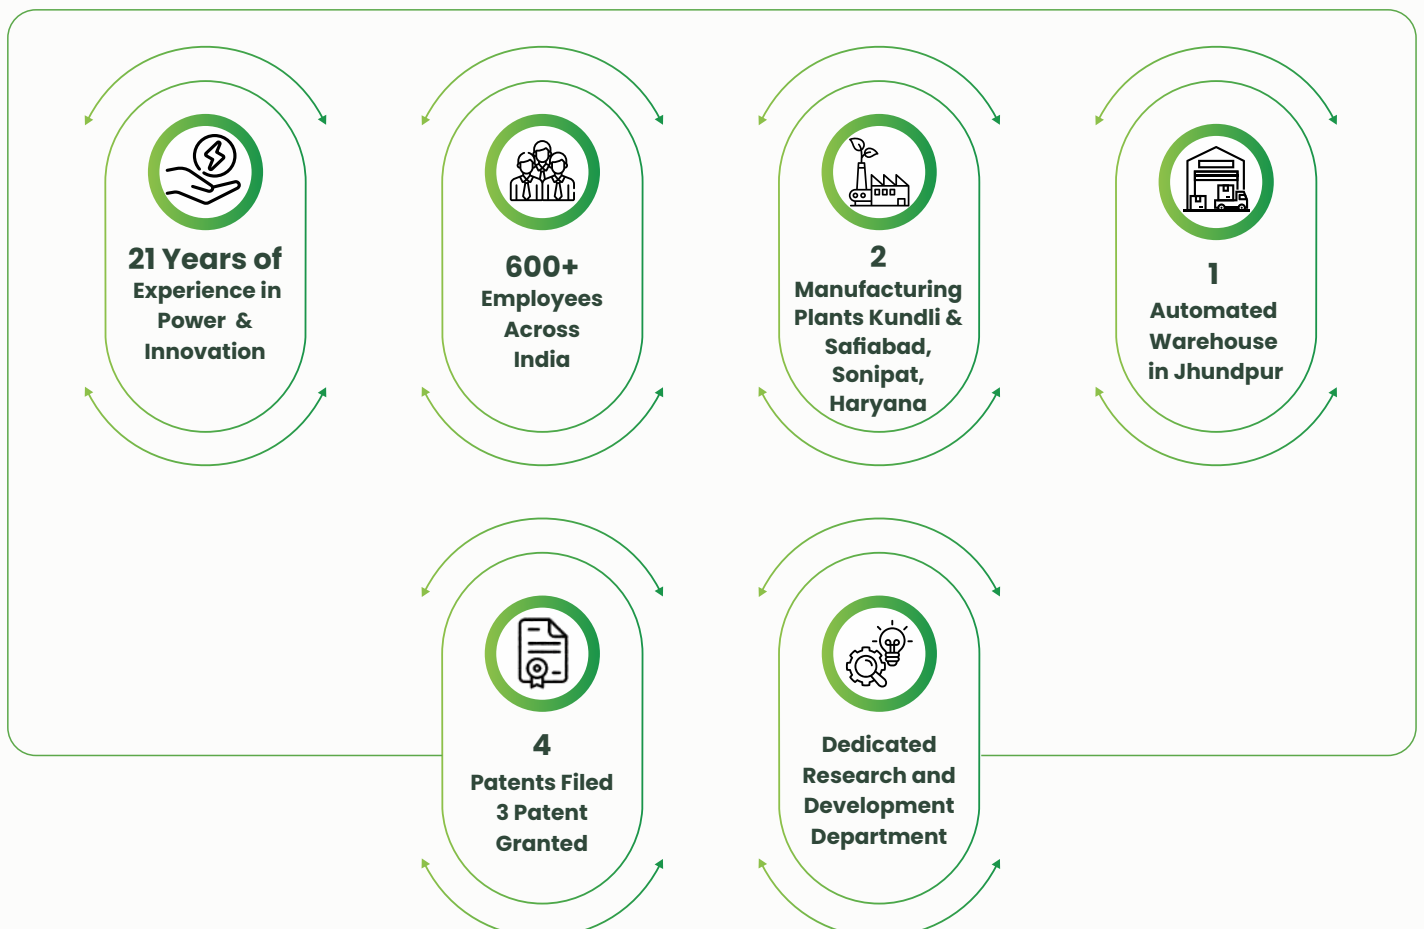 21 Years of
Experience in
Power &
Innovation
600+
Employees
Across
India
2
Manufacturing
Plants Kundli &
Safiabad,
Sonipat,
Haryana
1
Automated
Warehouse
in Jhundpur
4
Patents Filed
3 Patent
Granted
Dedicated
Research and
Development
Department